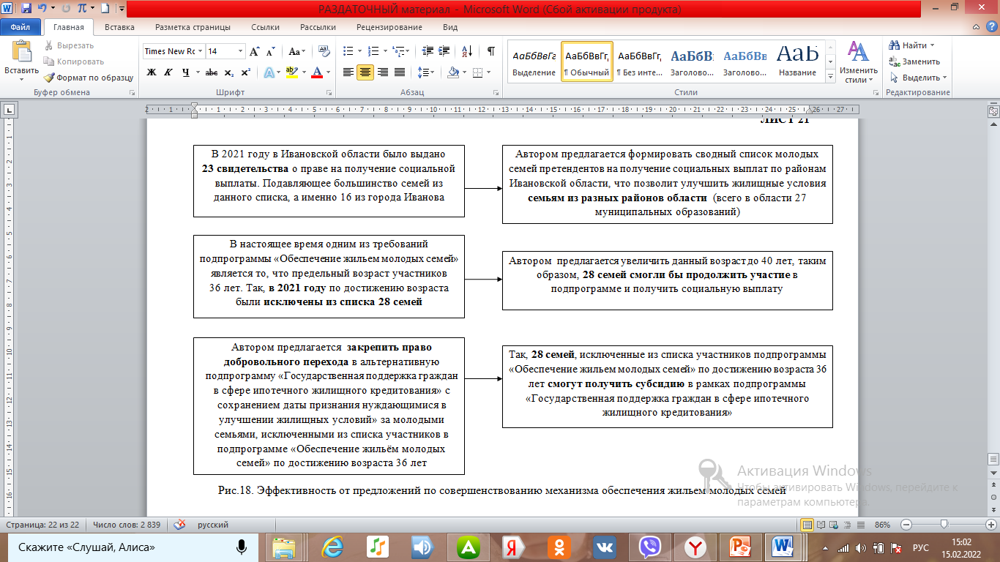 РАЗДАТОЧНЫЙ материал - Microsoft Word (Сбой активации продукта)
Файл
Главная
Вставка
Разметка страницы
Ссылки
Рассылки
Рецензирование
Вид
Вставить
Вырезать
Копировать
Формат по образцу
Буфер обмена
Times New Rc
14
Шрифт
Абзац
АаБбВвГг
Выделение
АаБбВвГг,
¶ Обычный
АаБбВвГг,
¶ Без инте...
АаБбВ
Заголово...
АаБбВв
Заголово...
АаБ
Название
Изменить стили
Стили
Найти
Заменить
Выделить
Редактирование
ЛИСТ 21
В 2021 году в Ивановской области было выдано
23 свидетельства о праве на получение социальной
выплаты. Подавляющее большинство семей из
данного списка, а именно 16 из города Иванова
Автором предлагается формировать сводный список молодых
семей претендентов на получение социальных выплат по районам
Ивановской области, что позволит улучшить жилищные условия
семьям из разных районов области (всего в области 27
муниципальных образований)
В настоящее время одним из требований
подпрограммы «Обеспечение жильем молодых семей»
является то, что предельный возраст участников
36 лет. Так, в 2021 году по достижению возраста
были исключены из списка 28 семей
Автором предлагается увеличить данный возраст до 40 лет, таким
образом, 28 семей смогли бы продолжить участие в
подпрограмме и получить социальную выплату
Автором предлагается закрепить право
добровольного перехода в альтернативную
подпрограмму «Государственная поддержка граждан
в сфере ипотечного жилищного кредитования» с
сохранением даты признания нуждающимися в
улучшении жилищных условий» за молодыми
семьями, исключенными из списка участников в
подпрограмме «Обеспечение жильём молодых
семей» по достижению возраста 36 лет
Так, 28 семей, исключенные из списка участников подпрограммы
«Обеспечение жильем молодых семей» по достижению возраста 36
лет смогут получить субсидию в рамках подпрограммы
«Государственная поддержка граждан в сфере ипотечного
жилищного кредитования»
Рис.18. Эффективность от предложений по совершенствованию механизма обеспечения жильем молодых семей
Активация Windows
Чтобы активировать Windows, перейдите к
параметрам компьютера.
Страница: 22 из 22
Число слов: 2 839
русский
86%
Скажите «Слушай, Алиса»
РУС
15:02
15.02.2022